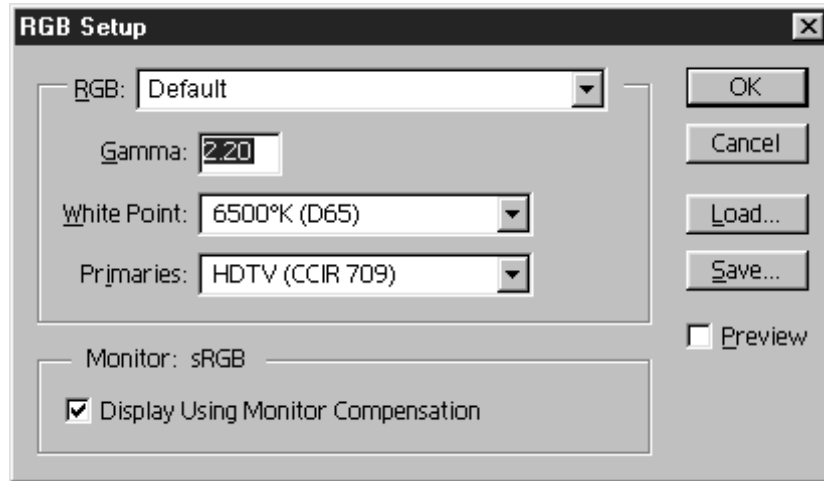 RGB Setup
RGB: Default
Gamma: 2.20
White Point: 6500°K (D65)
Primaries: HDTV (CCIR 709)
Monitor: sRGB
Display Using Monitor Compensation
OK
Cancel
Load...
Save...
Preview